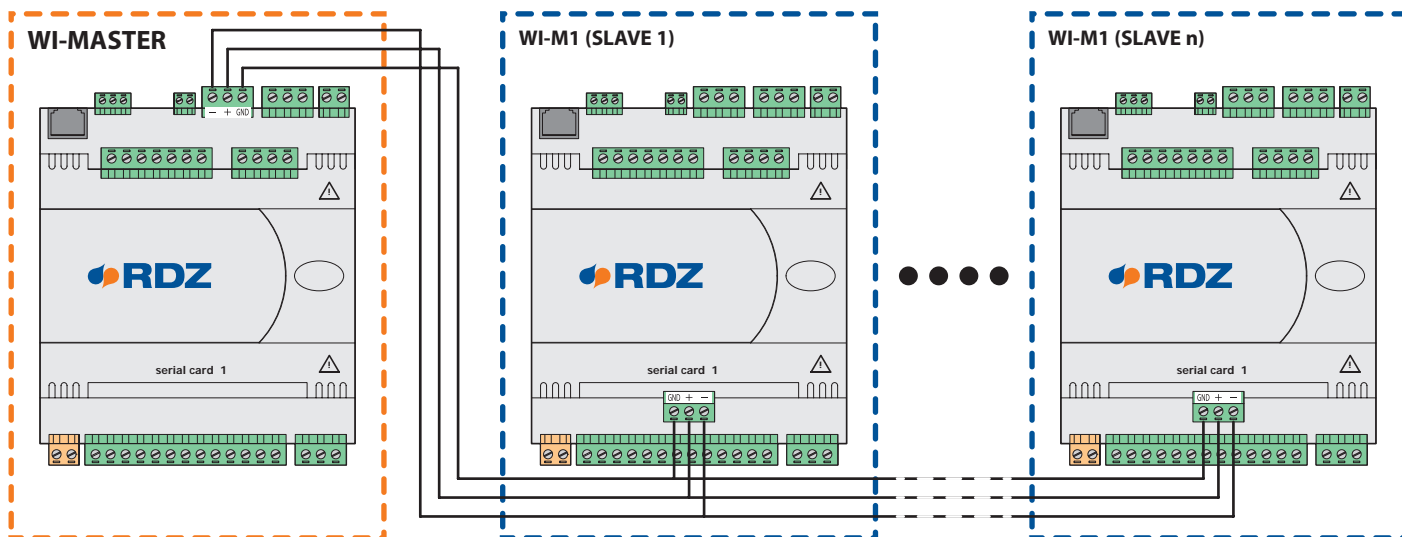 WI-MASTER
WI-M1 (SLAVE 1)
WI-M1 (SLAVE n)
− + GND
RDZ
RDZ
RDZ
serial card 1
serial card 1
serial card 1
GND + −
GND + −